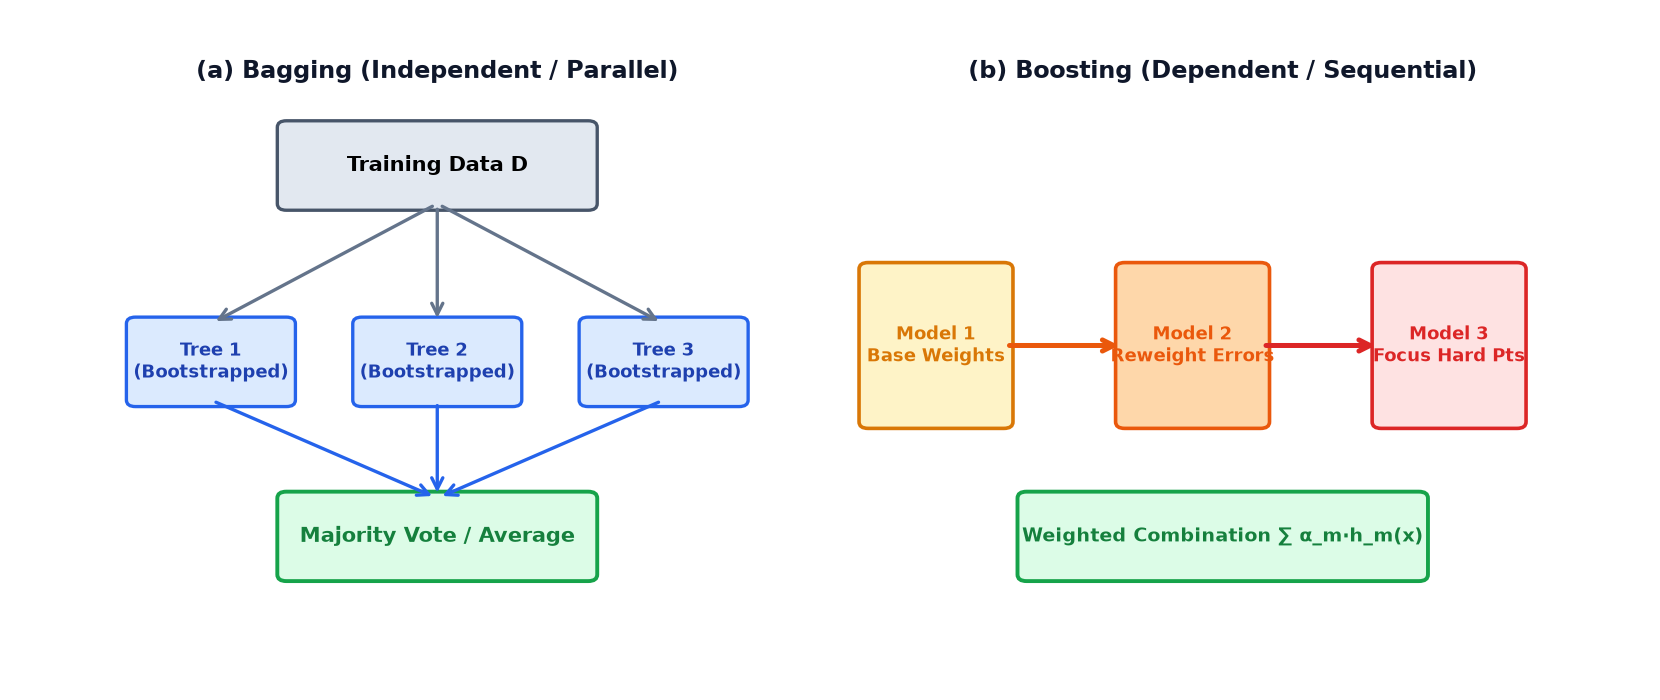 (a) Bagging (Independent / Parallel)
Training Data D
Tree 1
(Bootstrapped)
Tree 2
(Bootstrapped)
Tree 3
(Bootstrapped)
Majority Vote / Average
(b) Boosting (Dependent / Sequential)
Model 1
Base Weights
Model 2
Reweight Errors
Model 3
Focus Hard Pts
Weighted Combination ∑ α_m·h_m(x)